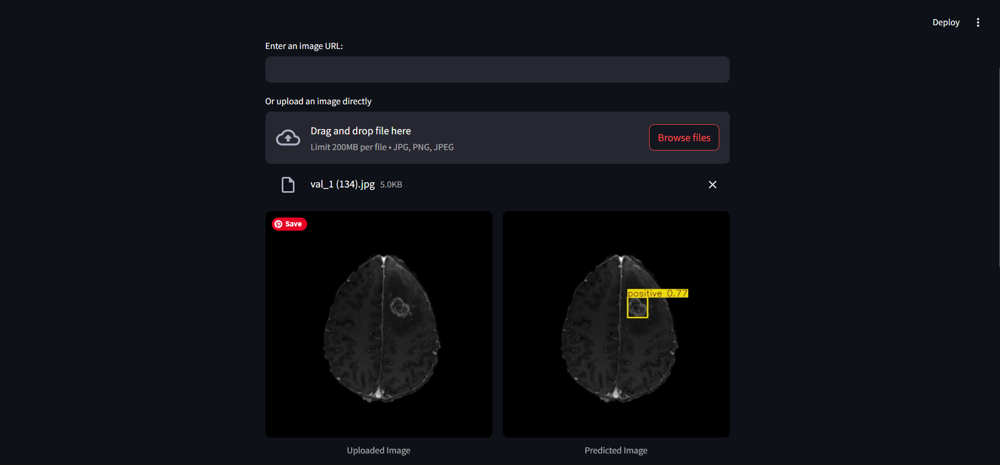 Deploy
Enter an image URL:
Or upload an image directly
Drag and drop file here
Limit 200MB per file • JPG, PNG, JPEG
Browse files
val_1 (134).jpg 5.0KB
Save
positive 0.77
Uploaded Image
Predicted Image